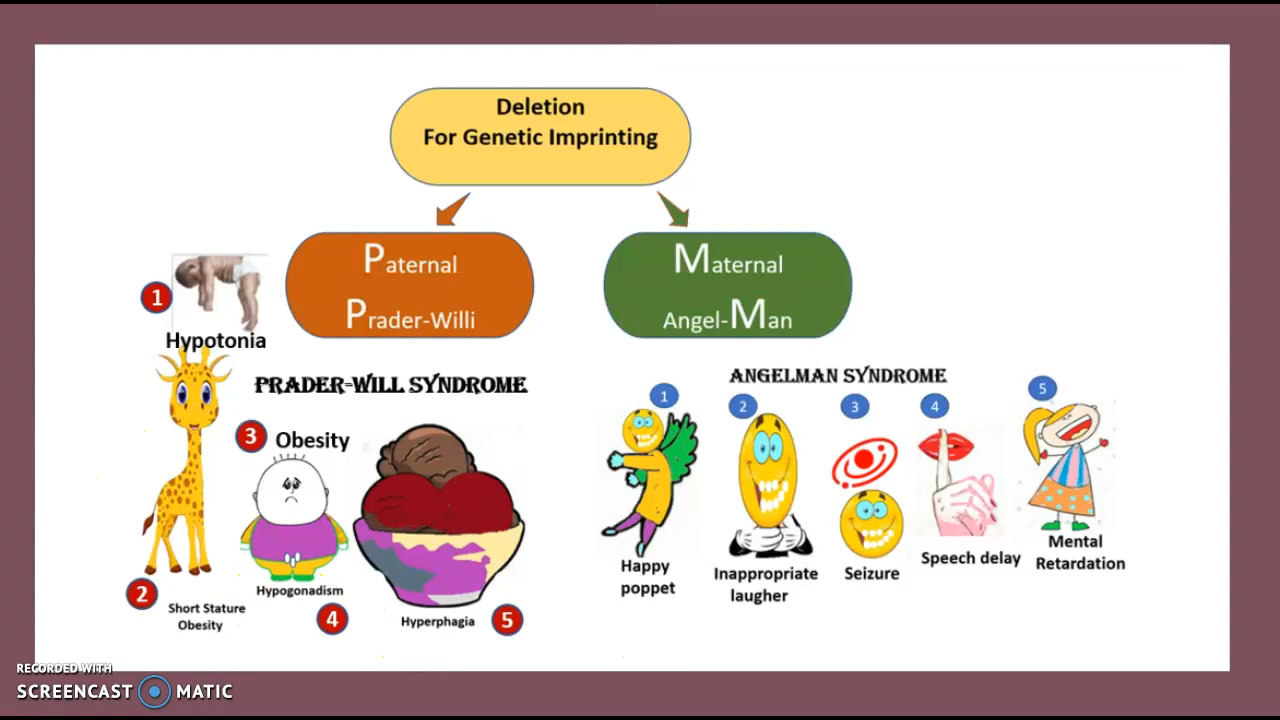 Deletion
For Genetic Imprinting
Paternal
Prader-Willi
Maternal
Angel-Man
1
Hypotonia
PRADER-WILL SYNDROME
3 Obesity
2
Short Stature
Obesity
Hypogonadism
4
Hyperphagia
5
ANGELMAN SYNDROME
1
2
3
4
5
Happy
poppet
Inappropriate
laugher
Seizure
Speech delay
Mental
Retardation
RECORDED WITH
SCREENCAST MATIC